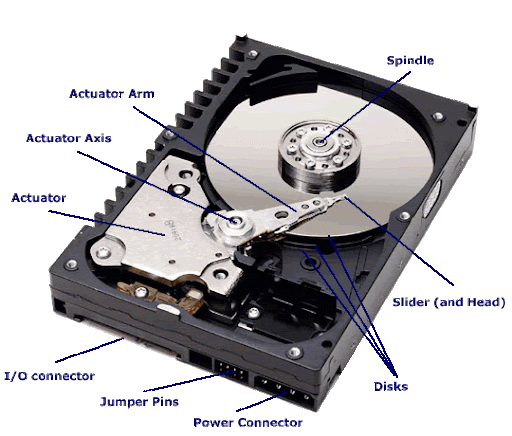 Spindle
Actuator Arm
Actuator Axis
Actuator
Slider (and Head)
I/O connector
Disks
Jumper Pins
Power Connector